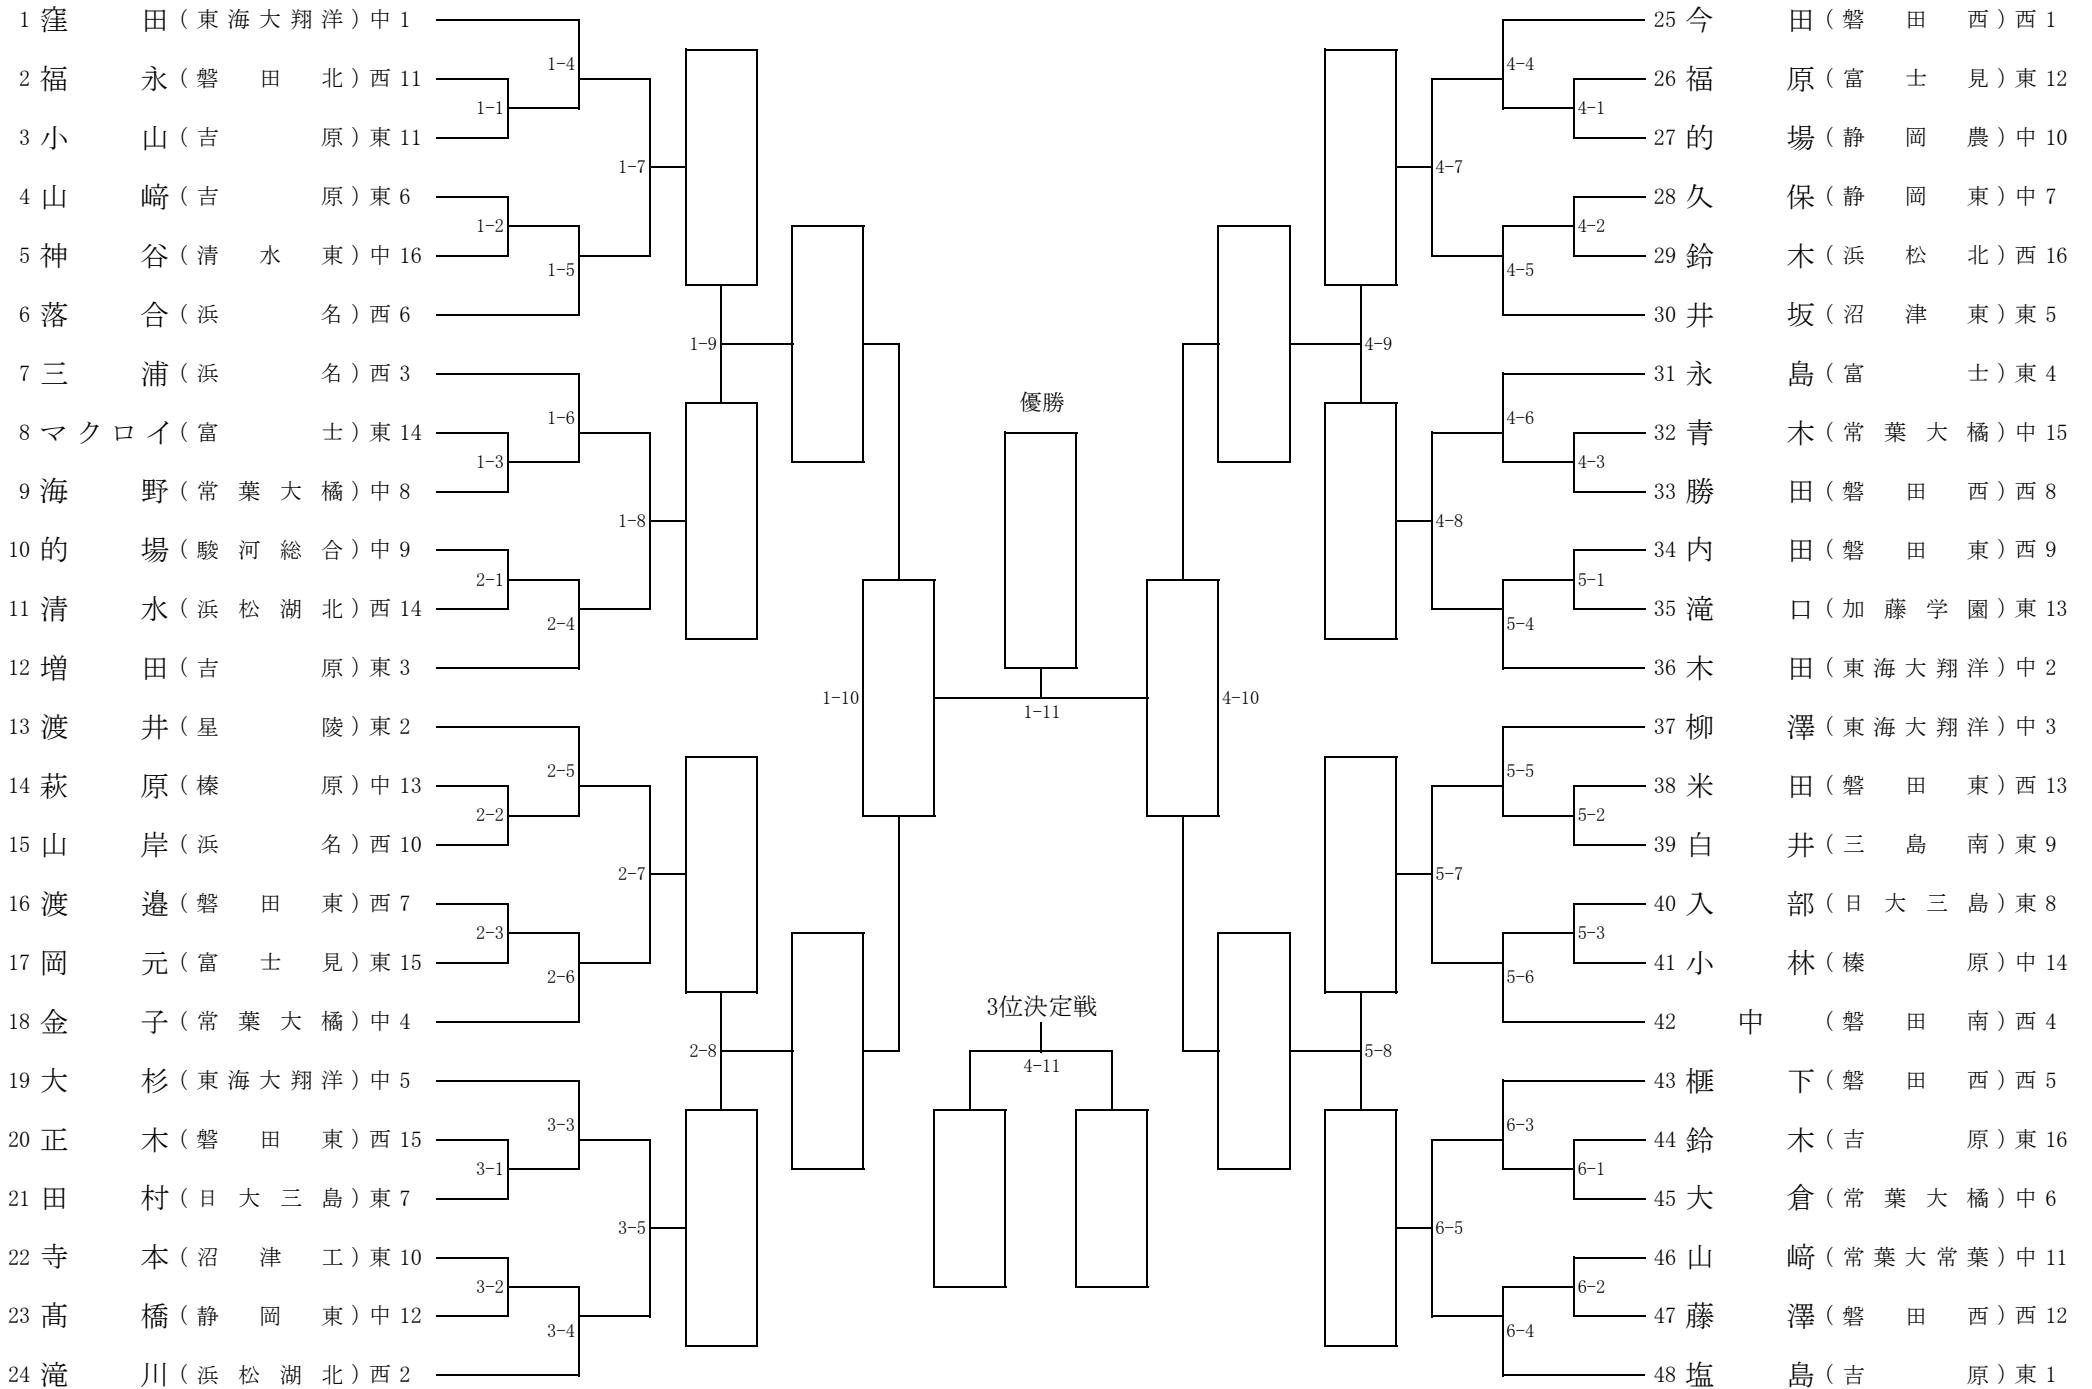 1 窪田（東海大翔洋）中 1
1-4
2 福永（磐田北）西 11
1-1
3 小山（吉原）東 11
1-7
4 山﨑（吉原）東 6
1-2
5 神谷（清水東）中 16
1-5
6 落合（浜名）西 6
1-9
7 三浦（浜名）西 3
1-6
8 マクロイ（富士）東 14
1-3
9 海野（常葉大橘）中 8
1-8
10 的場（駿河総合）中 9
2-1
11 清水（浜松湖北）西 14
2-4
12 増田（吉原）東 3
1-10
13 渡井（星陵）東 2
2-5
14 萩原（榛原）中 13
2-2
15 山岸（浜名）西 10
2-7
16 渡邉（磐田東）西 7
2-3
17 岡元（富士見）東 15
2-6
18 金子（常葉大橘）中 4
2-8
19 大杉（東海大翔洋）中 5
3-3
20 正木（磐田東）西 15
3-1
21 田村（日大三島）東 7
3-5
22 寺本（沼津工）東 10
3-2
23 髙橋（静岡東）中 12
3-4
24 滝川（浜松湖北）西 2
優勝
1-11
3位決定戦
4-11
25 今田（磐田西）西 1
4-4
26 福原（富士見）東 12
4-1
27 的場（静岡農）中 10
4-7
28 久保（静岡東）中 7
4-2
29 鈴木（浜松北）西 16
4-5
30 井坂（沼津東）東 5
4-9
31 永島（富士）東 4
4-6
32 青木（常葉大橘）中 15
4-3
33 勝田（磐田西）西 8
4-8
34 内田（磐田東）西 9
5-1
35 滝口（加藤学園）東 13
5-4
36 木田（東海大翔洋）中 2
4-10
37 柳澤（東海大翔洋）中 3
5-5
38 米田（磐田東）西 13
5-2
39 白井（三島南）東 9
5-7
40 入部（日大三島）東 8
5-3
41 小林（榛原）中 14
5-6
42 中（磐田南）西 4
5-8
43 榧下（磐田西）西 5
6-3
44 鈴木（吉原）東 16
6-1
45 大倉（常葉大橘）中 6
6-5
46 山﨑（常葉大常葉）中 11
6-2
47 藤澤（磐田西）西 12
6-4
48 塩島（吉原）東 1